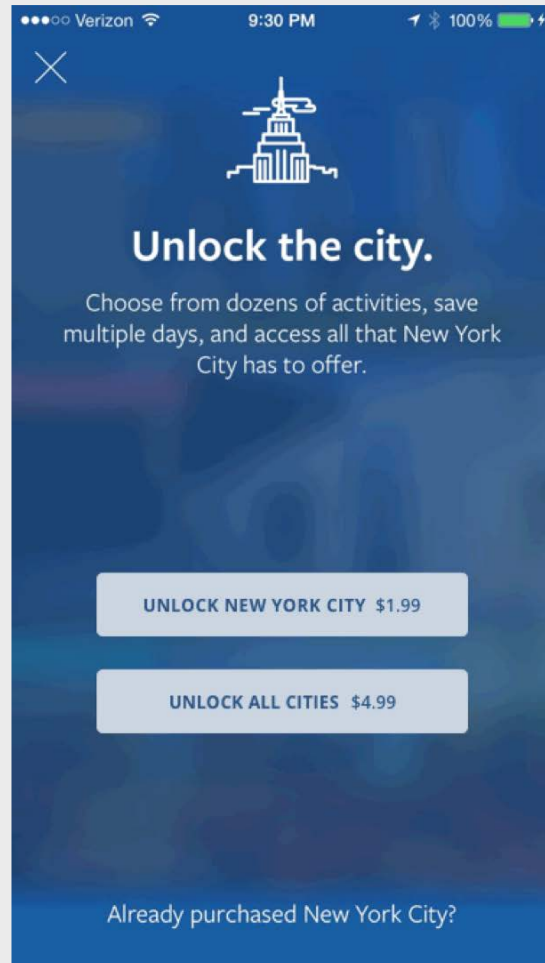 Verizon 9:30 PM 100%
Unlock the city.
Choose from dozens of activities, save
multiple days, and access all that New York
City has to offer.
UNLOCK NEW YORK CITY $1.99
UNLOCK ALL CITIES $4.99
Already purchased New York City?